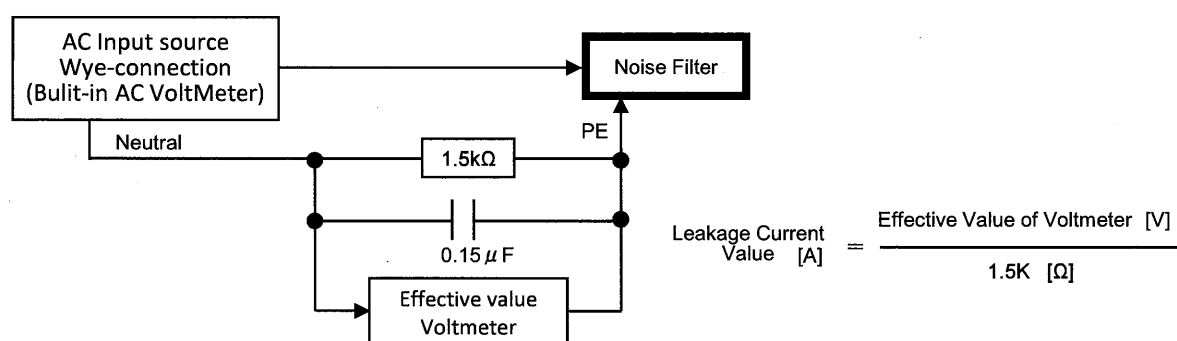 AC Input source
Wye-connection
(Bulit-in AC VoltMeter)
Noise Filter
Neutral
PE
1.5kΩ
0.15 μ F
Effective value
Voltmeter
Leakage Current
Value [A]
=
Effective Value of Voltmeter [V]
1.5K [Ω]